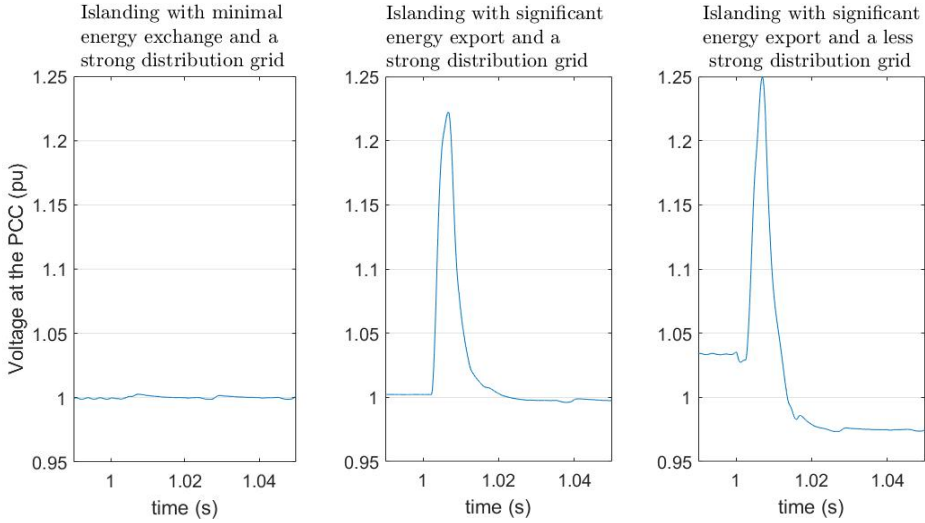 Islanding with minimal
energy exchange and a
strong distribution grid
Islanding with significant
energy export and a
strong distribution grid
Islanding with significant
energy export and a less
strong distribution grid
Voltage at the PCC (pu)
1.25
1.2
1.15
1.1
1.05
1
0.95
1
1.02
1.04
time (s)
1.25
1.2
1.15
1.1
1.05
1
0.95
1
1.02
1.04
time (s)
1.25
1.2
1.15
1.1
1.05
1
0.95
1
1.02
1.04
time (s)